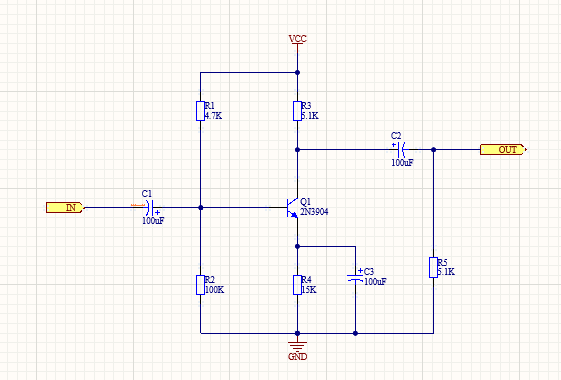 VCC
R1
4.7K
R3
5.1K
C2
+
100uF
OUT
C1
+
100uF
IN
Q1
2N3904
R2
100K
R4
15K
+
C3
100uF
R5
5.1K
GND